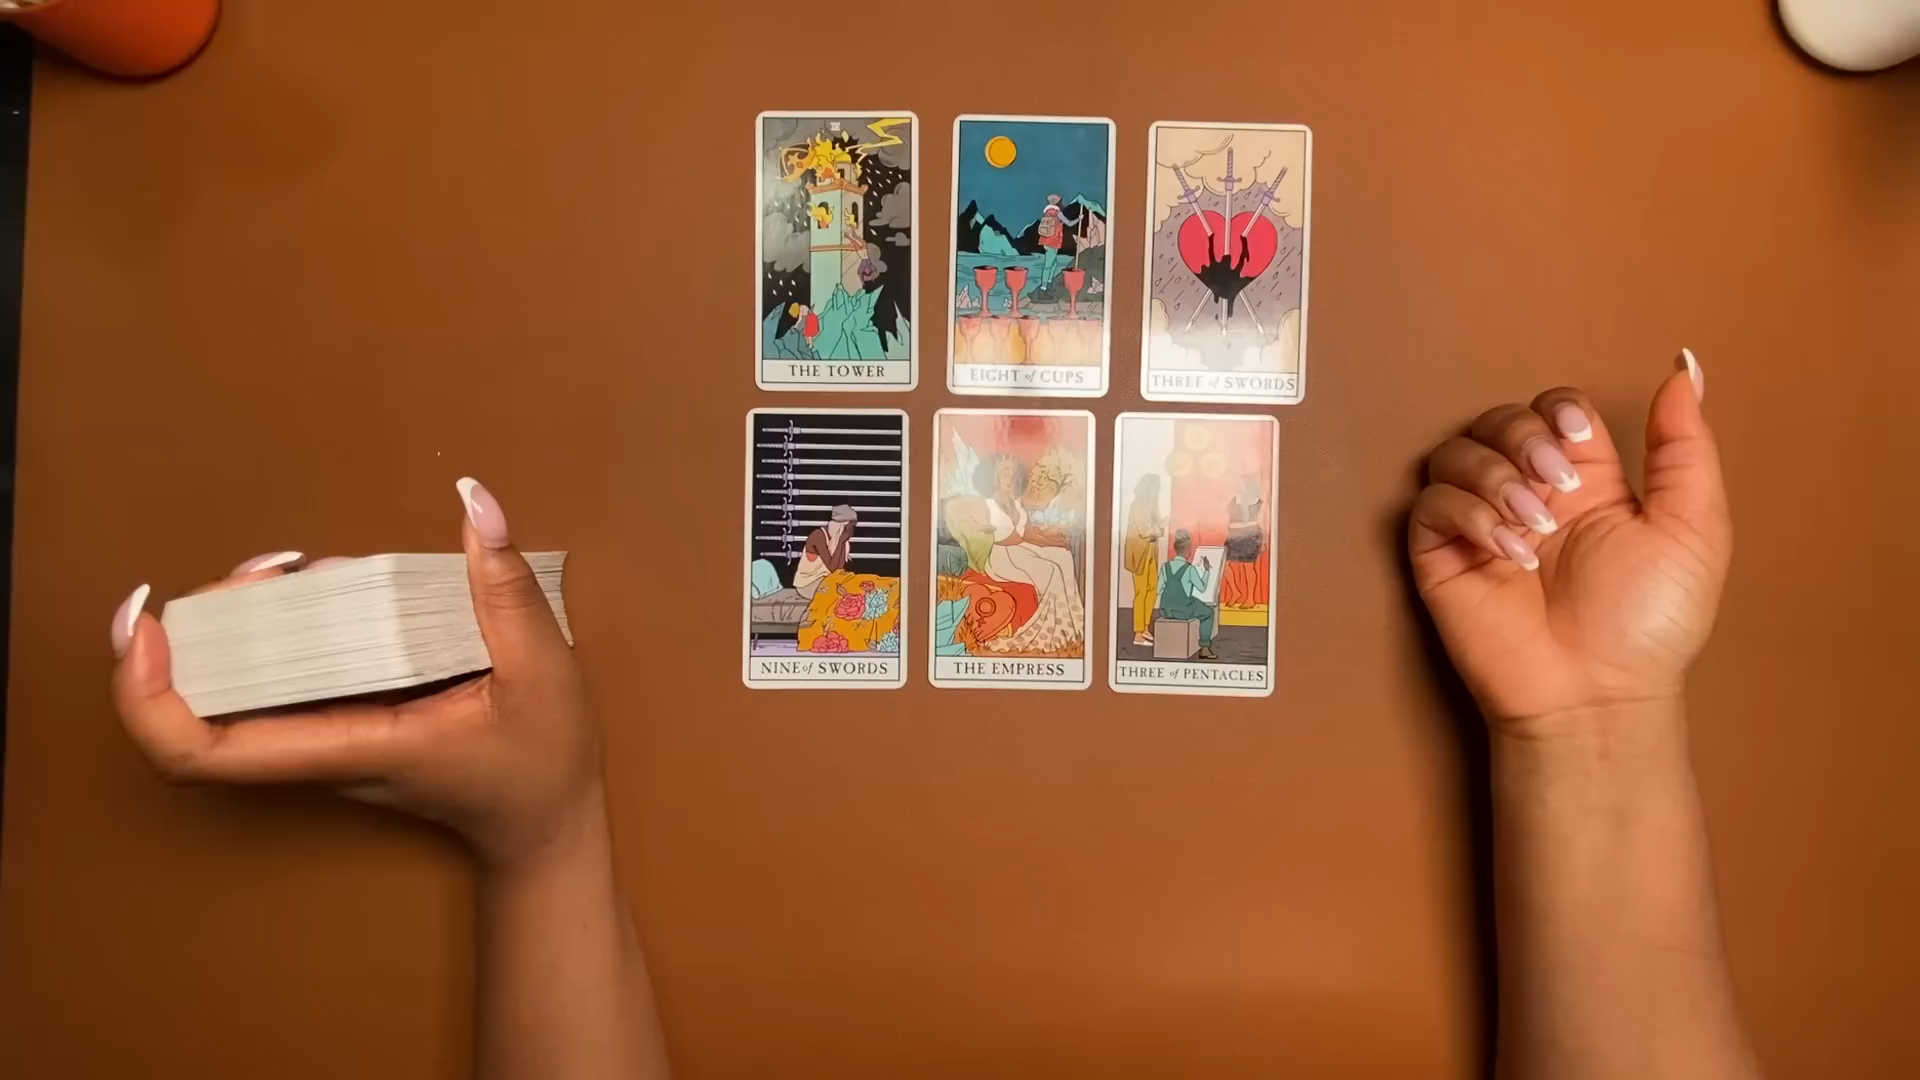 THE TOWER
EIGHT of CUPS
THREE of SWORDS
NINE of SWORDS
THE EMPRESS
THREE of PENTACLES